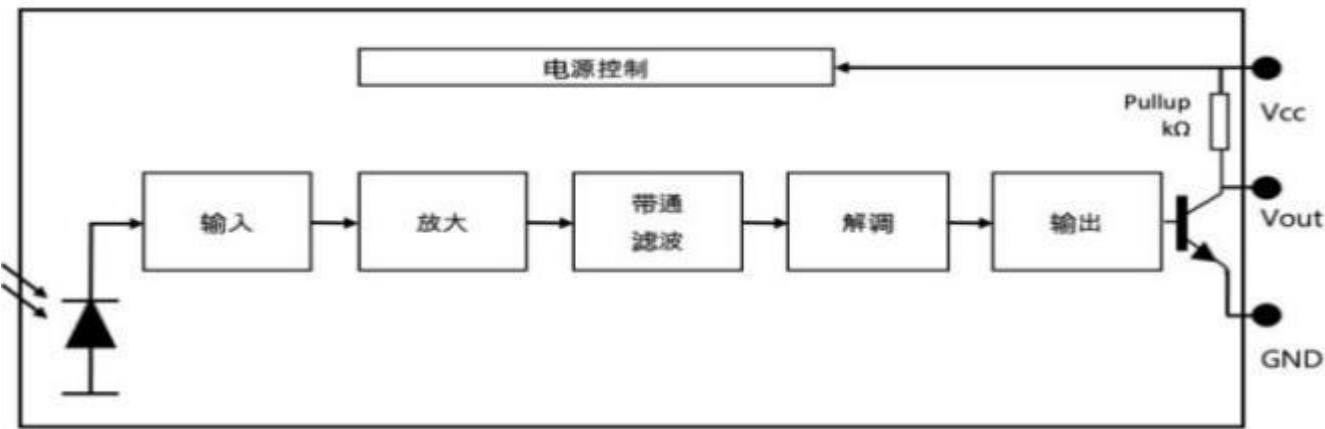 电源控制
Pullup
kΩ
Vcc
输入
放大
带通
滤波
解调
输出
Vout
GND